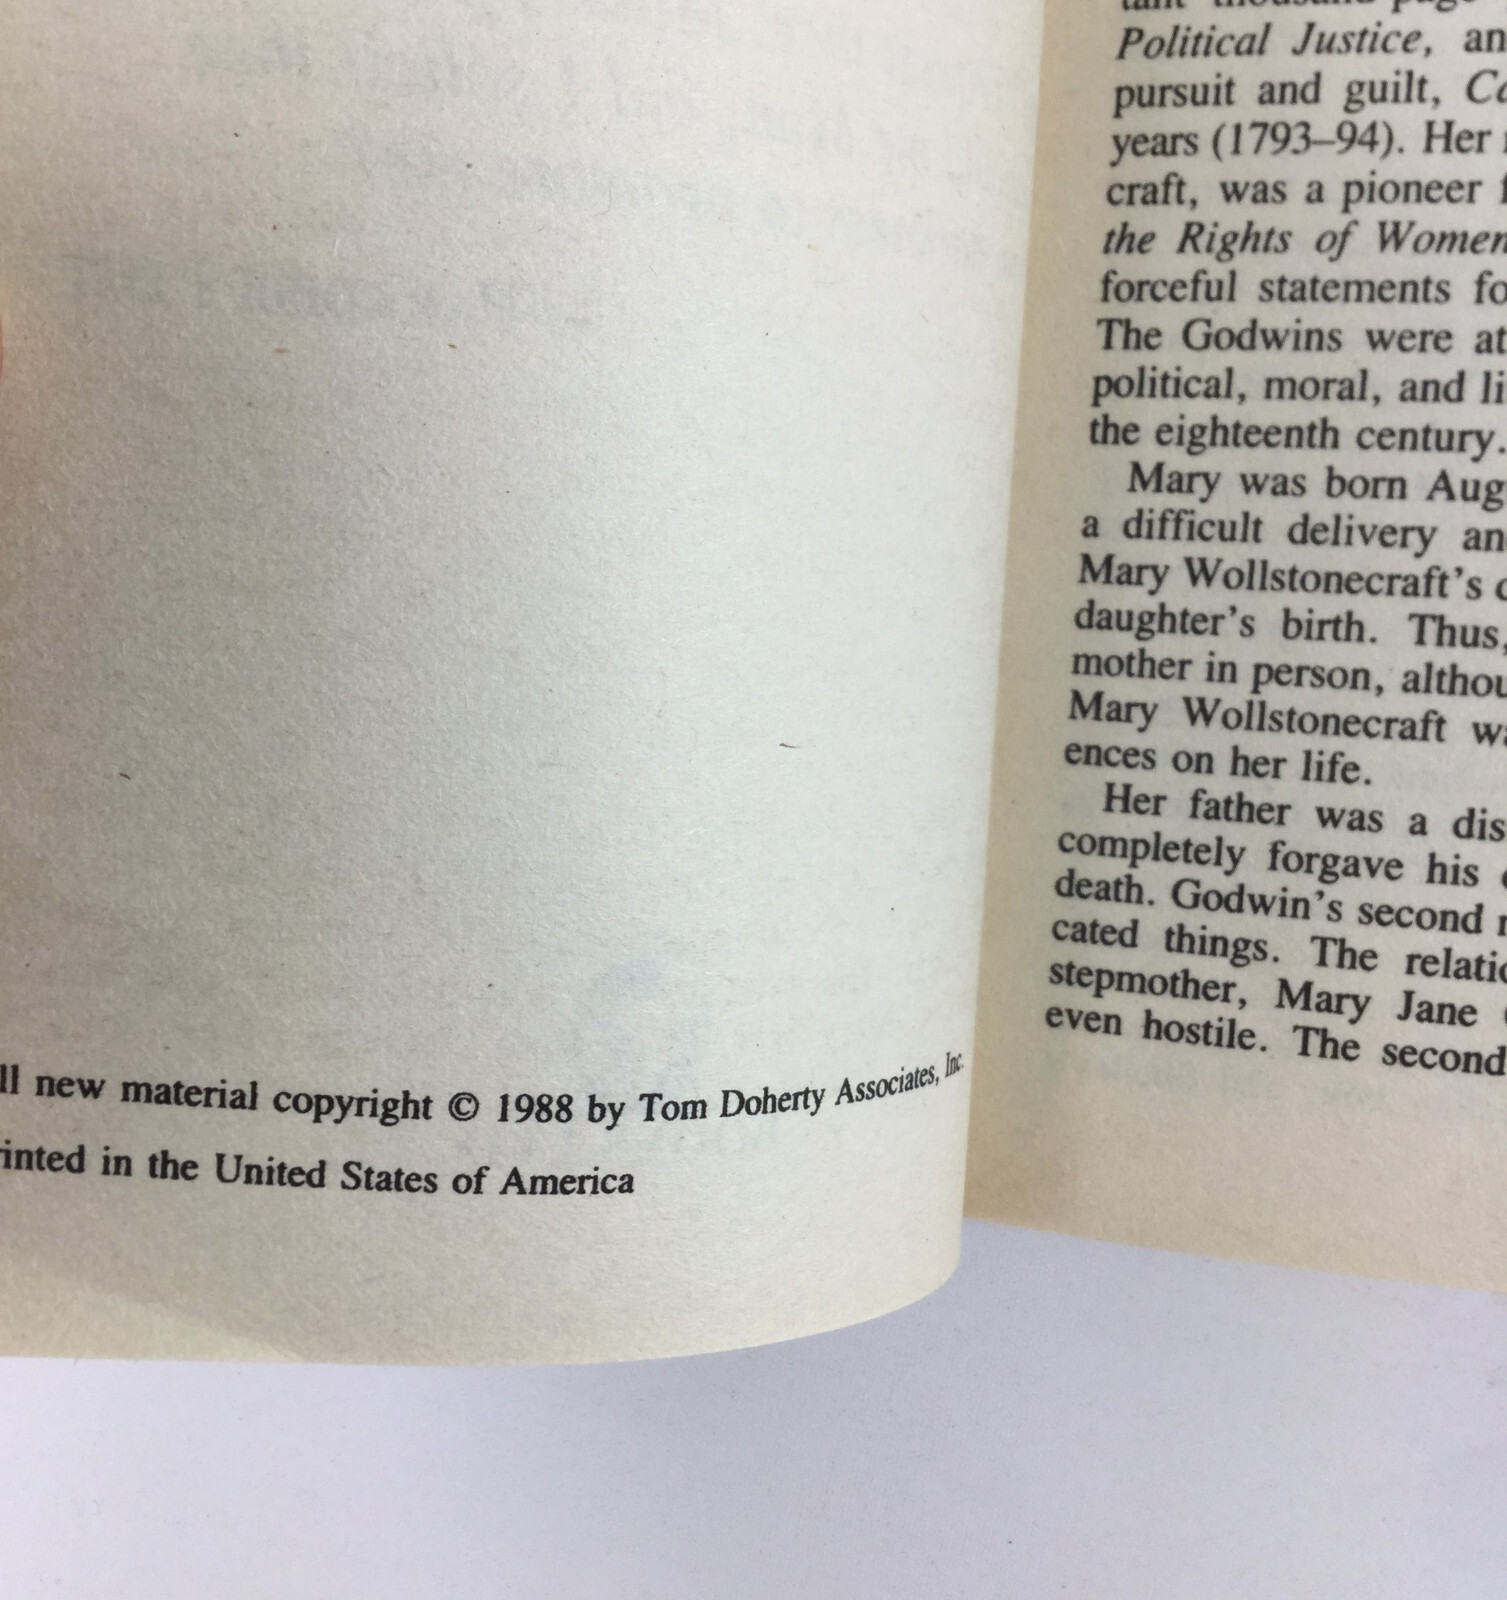 ll new material copyright © 1988 by Tom Doherty Associates, Inc.
inted in the United States of America
Political Justice, an
pursuit and guilt, Ca
years (1793–94). Her
craft, was a pioneer f
the Rights of Women
forceful statements fo
The Godwins were at
political, moral, and li
the eighteenth century.
Mary was born Aug
a difficult delivery an
Mary Wollstonecraft's
daughter's birth. Thus,
mother in person, althou
Mary Wollstonecraft wa
ences on her life.
Her father was a dis
completely forgave his
death. Godwin's second
cated things. The relatio
stepmother, Mary Jane
even hostile. The second